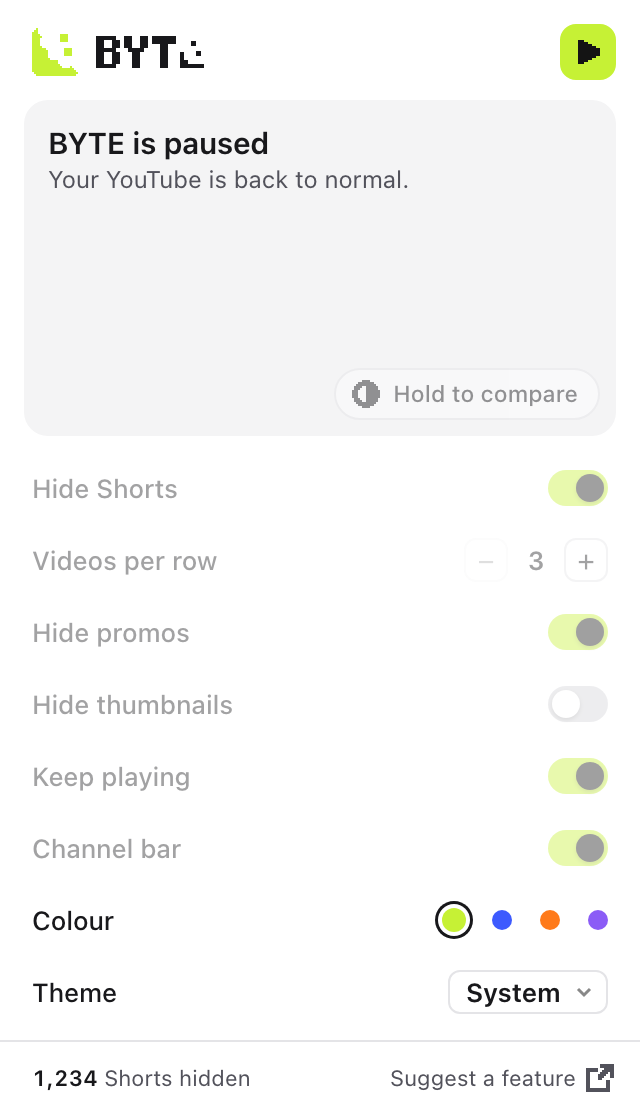 BYTE
BYTE is paused
Your YouTube is back to normal.
Hold to compare
Hide Shorts
Videos per row
− 3 +
Hide promos
Hide thumbnails
Keep playing
Channel bar
Colour
Theme
System
1,234 Shorts hidden
Suggest a feature